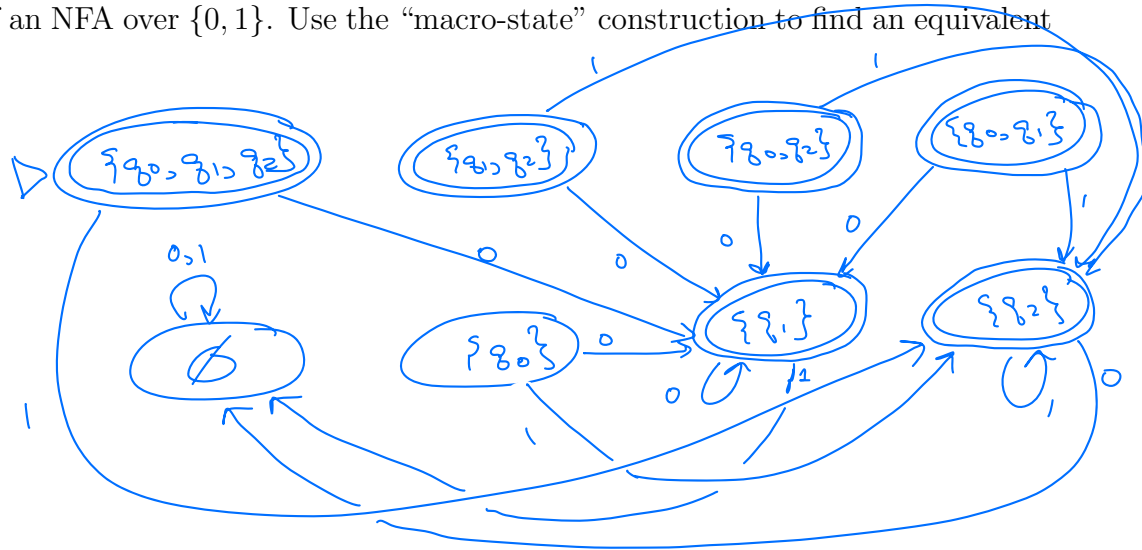 an NFA over {0, 1}. Use the “macro-state” construction to find an equivalent
1
1
{q0, q1, q2}
{q1, q2}
{q0, q2}
{q0, q1}
1
0
0
0
0
0,1
∅
{q0}
0
{q1}
{q2}
0
1
1
0
1
1